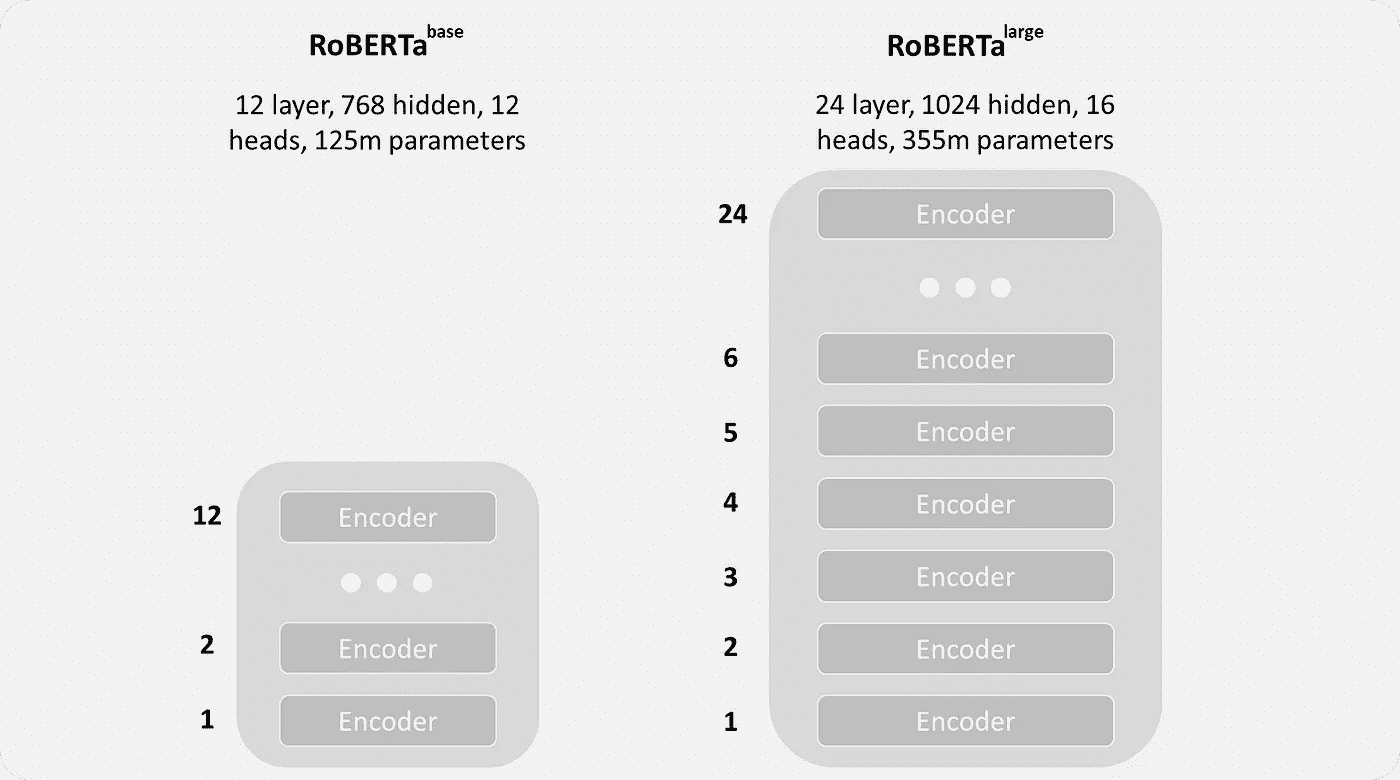 RoBERTa base
12 layer, 768 hidden, 12
heads, 125m parameters
12 Encoder
2 Encoder
1 Encoder
RoBERTa large
24 layer, 1024 hidden, 16
heads, 355m parameters
24 Encoder
6 Encoder
5 Encoder
4 Encoder
3 Encoder
2 Encoder
1 Encoder